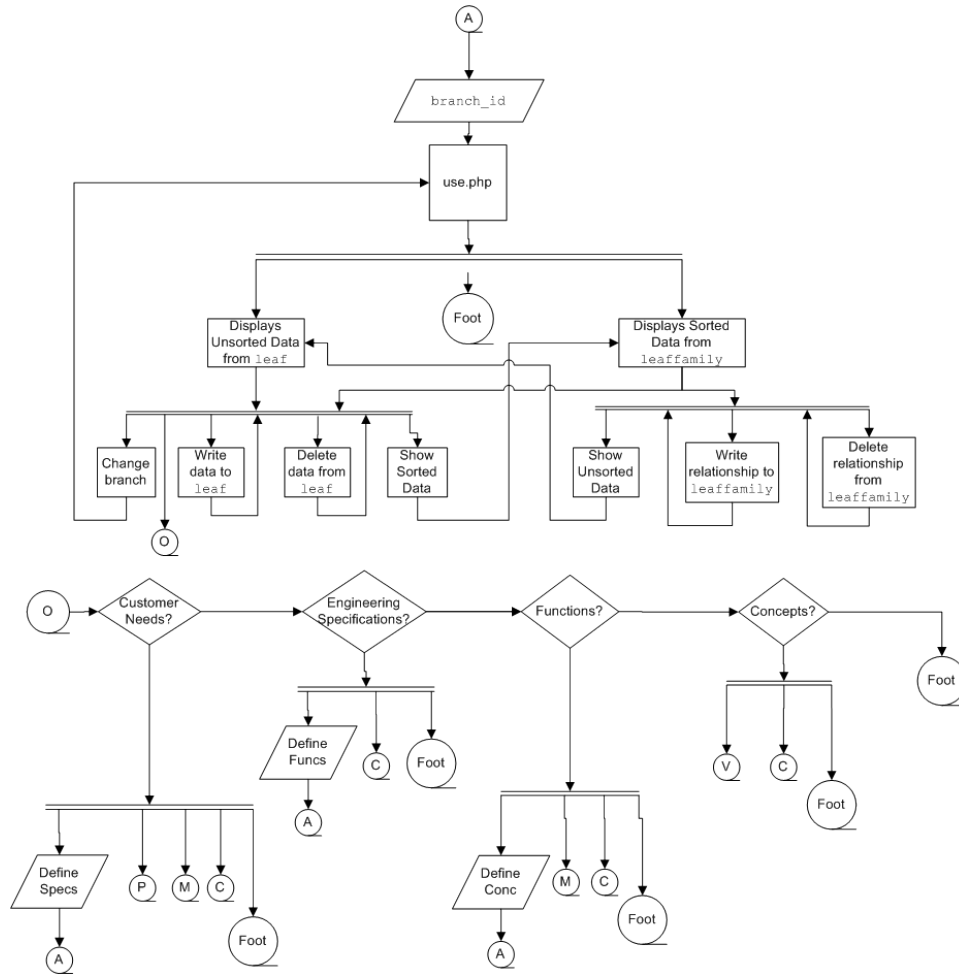 A
branch_id
use.php
Foot
Displays
Unsorted Data
from leaf
Displays Sorted
Data from
leaffamily
Change
branch
Write
data to
leaf
Delete
data from
leaf
Show
Sorted
Data
Show
Unsorted
Data
Write
relationship to
leaffamily
Delete
relationship
from
leaffamily
O
O
Customer
Needs?
Engineering
Specifications?
Functions?
Concepts?
Foot
Define
Funcs
C
Foot
A
V
C
Foot
Define
Specs
P
M
C
Foot
A
Define
Conc
M
C
Foot
A